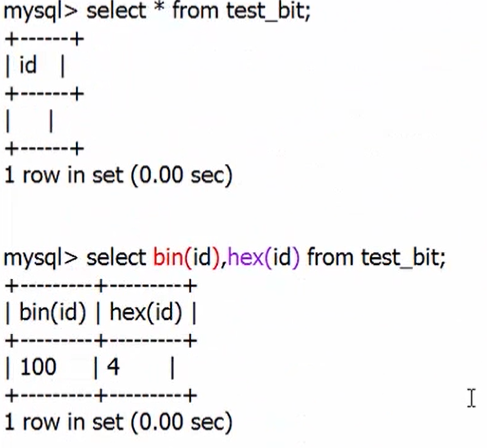 mysql> select * from test_bit;
+------+
| id   |
+------+
|     |
+------+
1 row in set (0.00 sec)
mysql> select bin(id),hex(id) from test_bit;
+---------+---------+
| bin(id) | hex(id) |
+---------+---------+
| 100     | 4       |
+---------+---------+
1 row in set (0.00 sec)